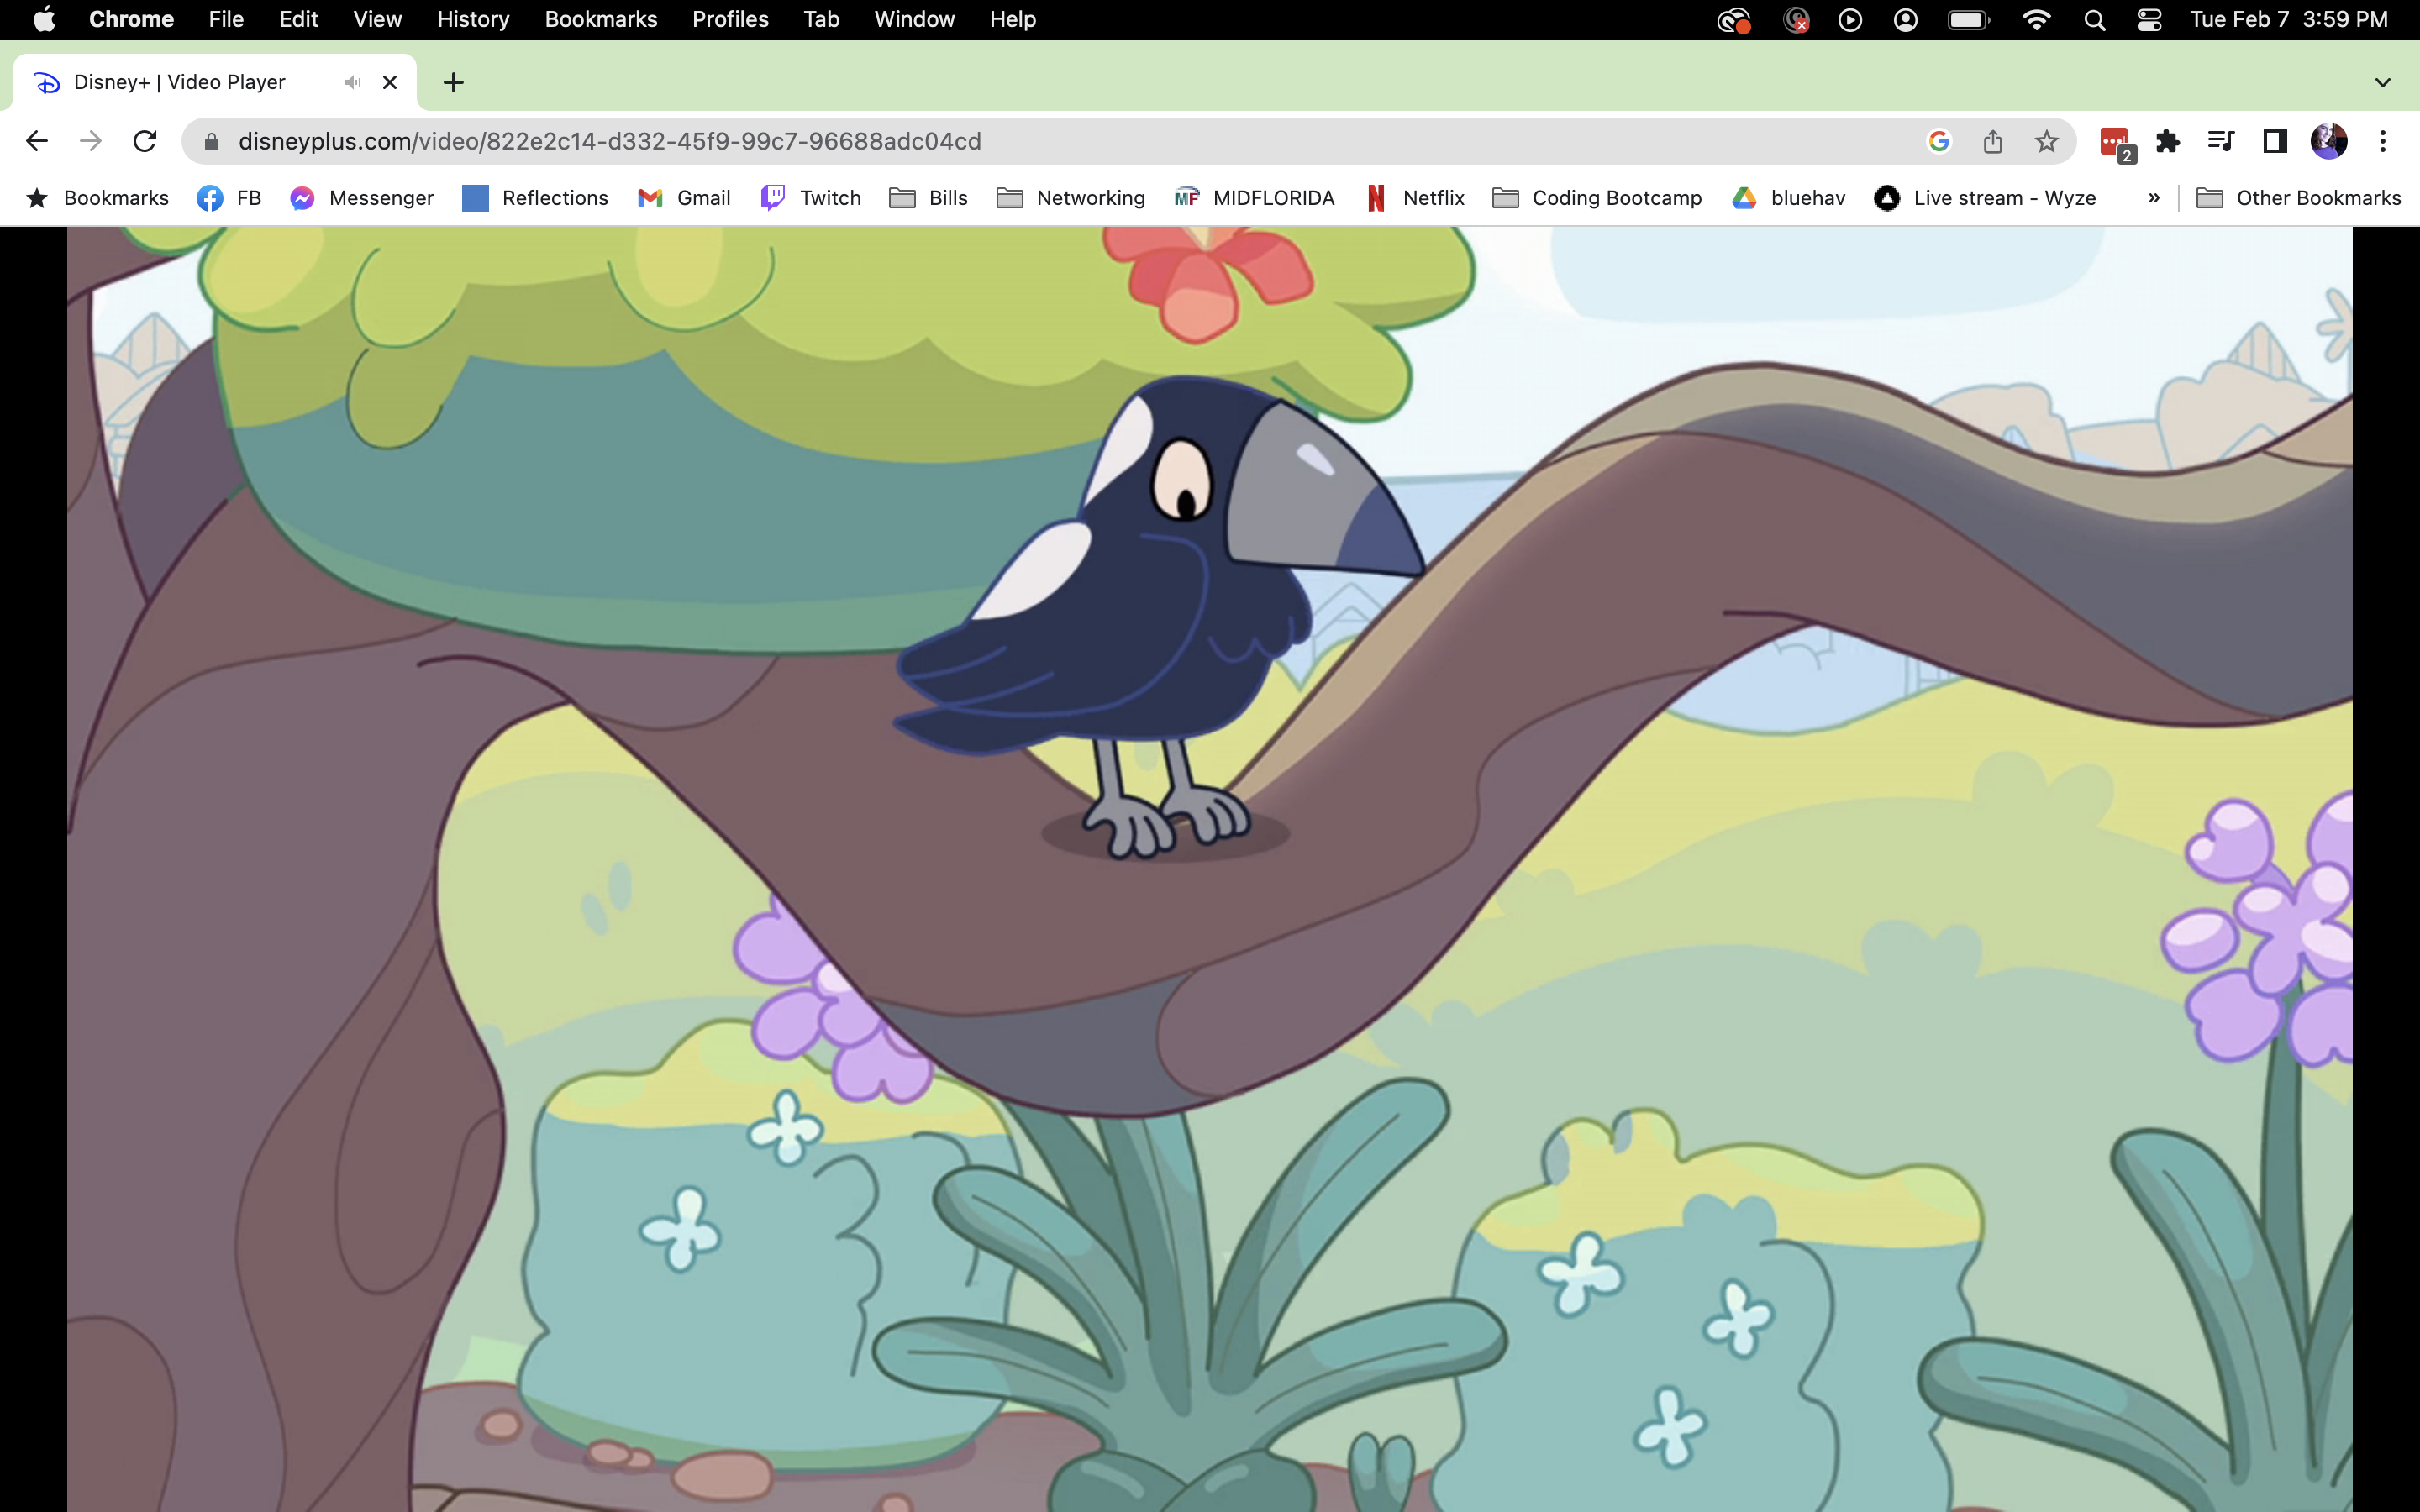 Chrome File Edit View History Bookmarks Profiles Tab Window Help Tue Feb 7 3:59 PM
Disney+ | Video Player
disneyplus.com/video/822e2c14-d332-45f9-99c7-96688adc04cd
2
Bookmarks FB Messenger Reflections Gmail Twitch Bills Networking MF MIDFLORIDA Netflix Coding Bootcamp bluehav Live stream - Wyze » Other Bookmarks